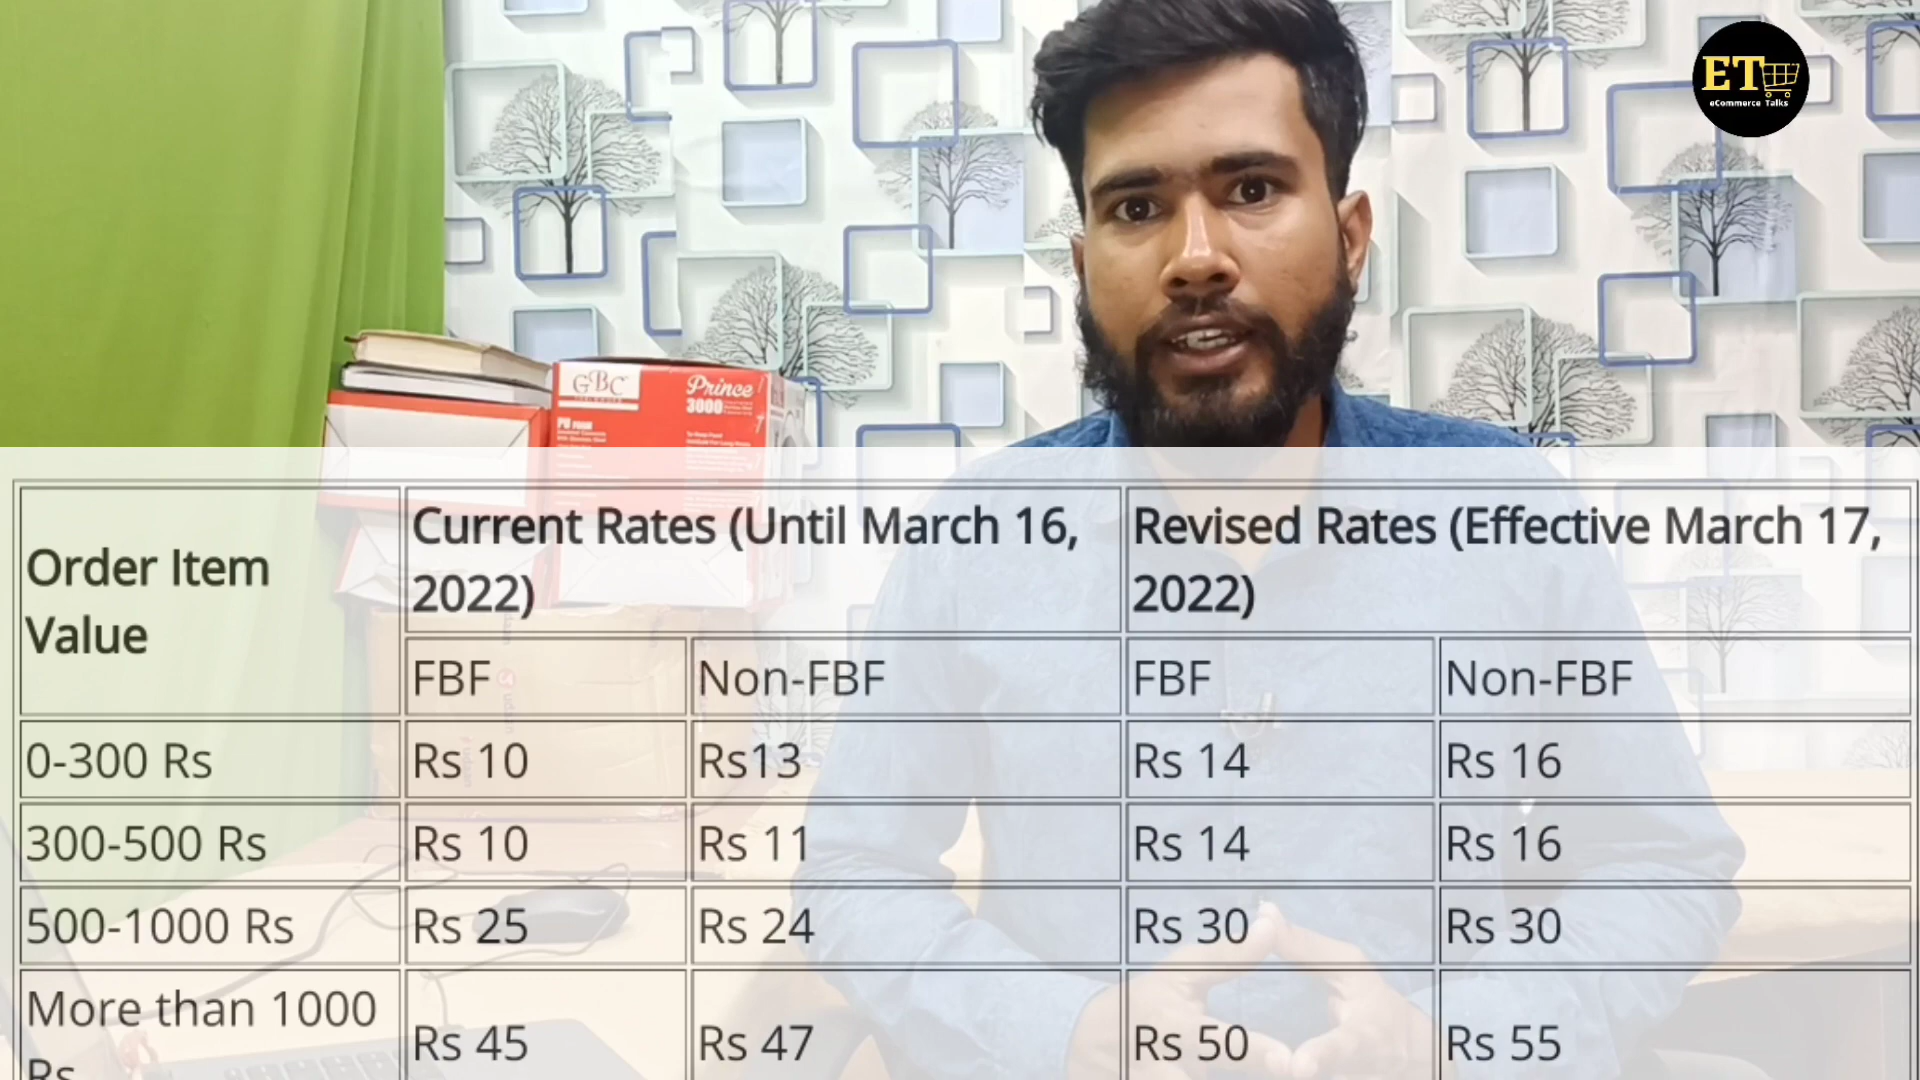 ET
eCommerce Talks
GBC
Prince
3000
PU FOAM
Order Item
Value
Current Rates (Until March 16,
2022)
Revised Rates (Effective March 17,
2022)
FBF
Non-FBF
FBF
Non-FBF
0-300 Rs
Rs 10
Rs13
Rs 14
Rs 16
300-500 Rs
Rs 10
Rs 11
Rs 14
Rs 16
500-1000 Rs
Rs 25
Rs 24
Rs 30
Rs 30
More than 1000
Rs
Rs 45
Rs 47
Rs 50
Rs 55